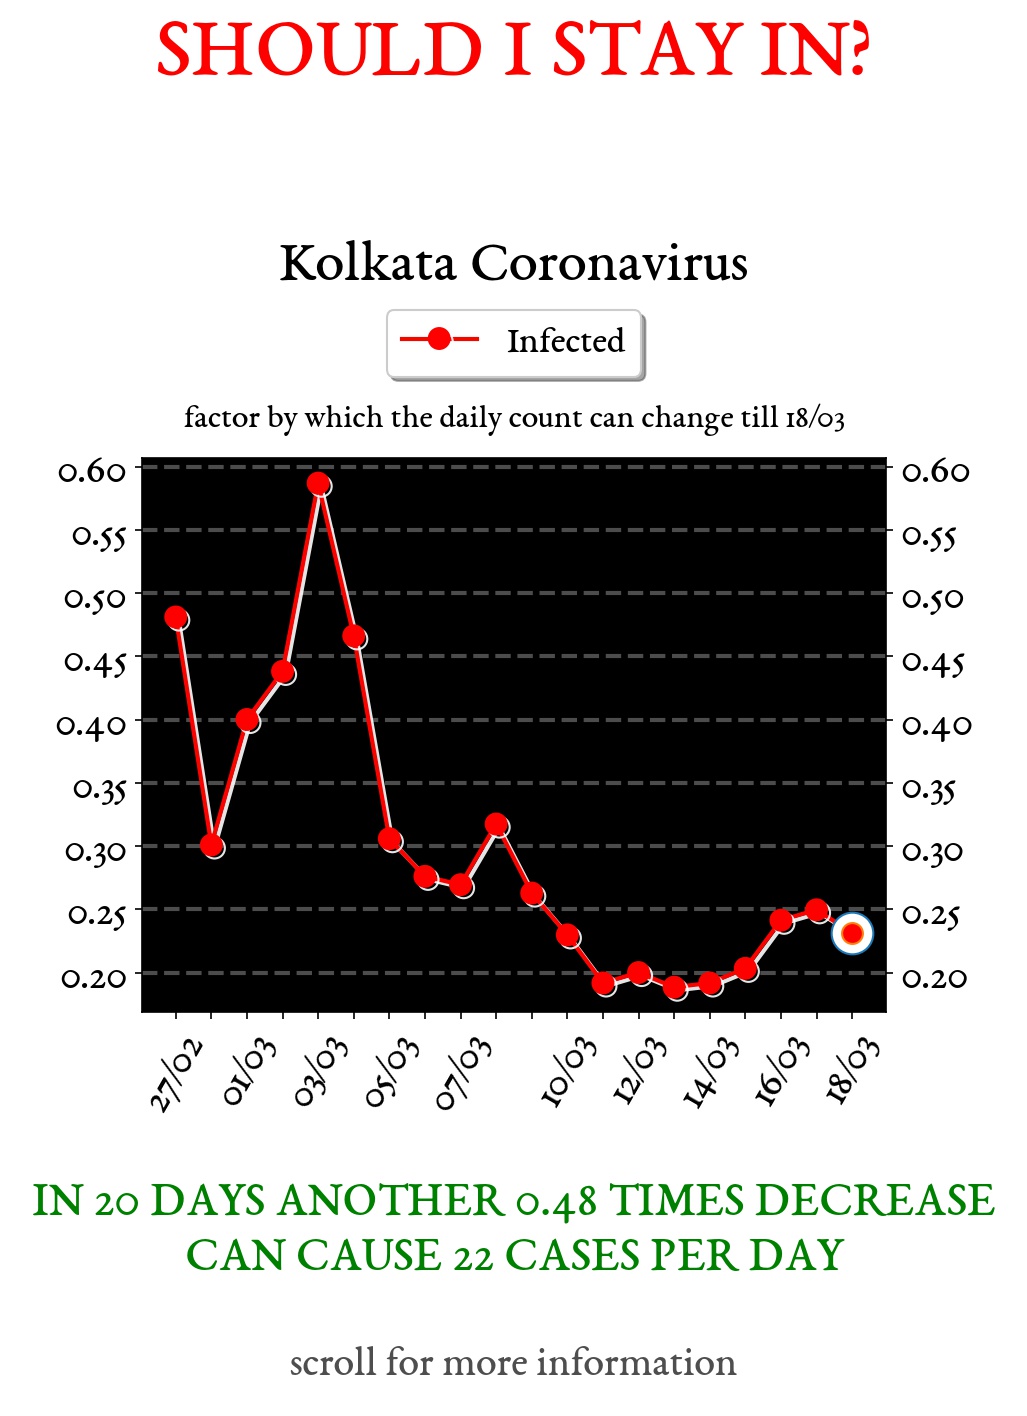 SHOULD I STAY IN?
Kolkata Coronavirus
Infected
factor by which the daily count can change till 18/03
0.60 0.60
0.55 0.55
0.50 0.50
0.45 0.45
0.40 0.40
0.35 0.35
0.30 0.30
0.25 0.25
0.20 0.20
27/02 01/03 03/03 05/03 07/03 10/03 12/03 14/03 16/03 18/03
IN 20 DAYS ANOTHER 0.48 TIMES DECREASE
CAN CAUSE 22 CASES PER DAY
scroll for more information